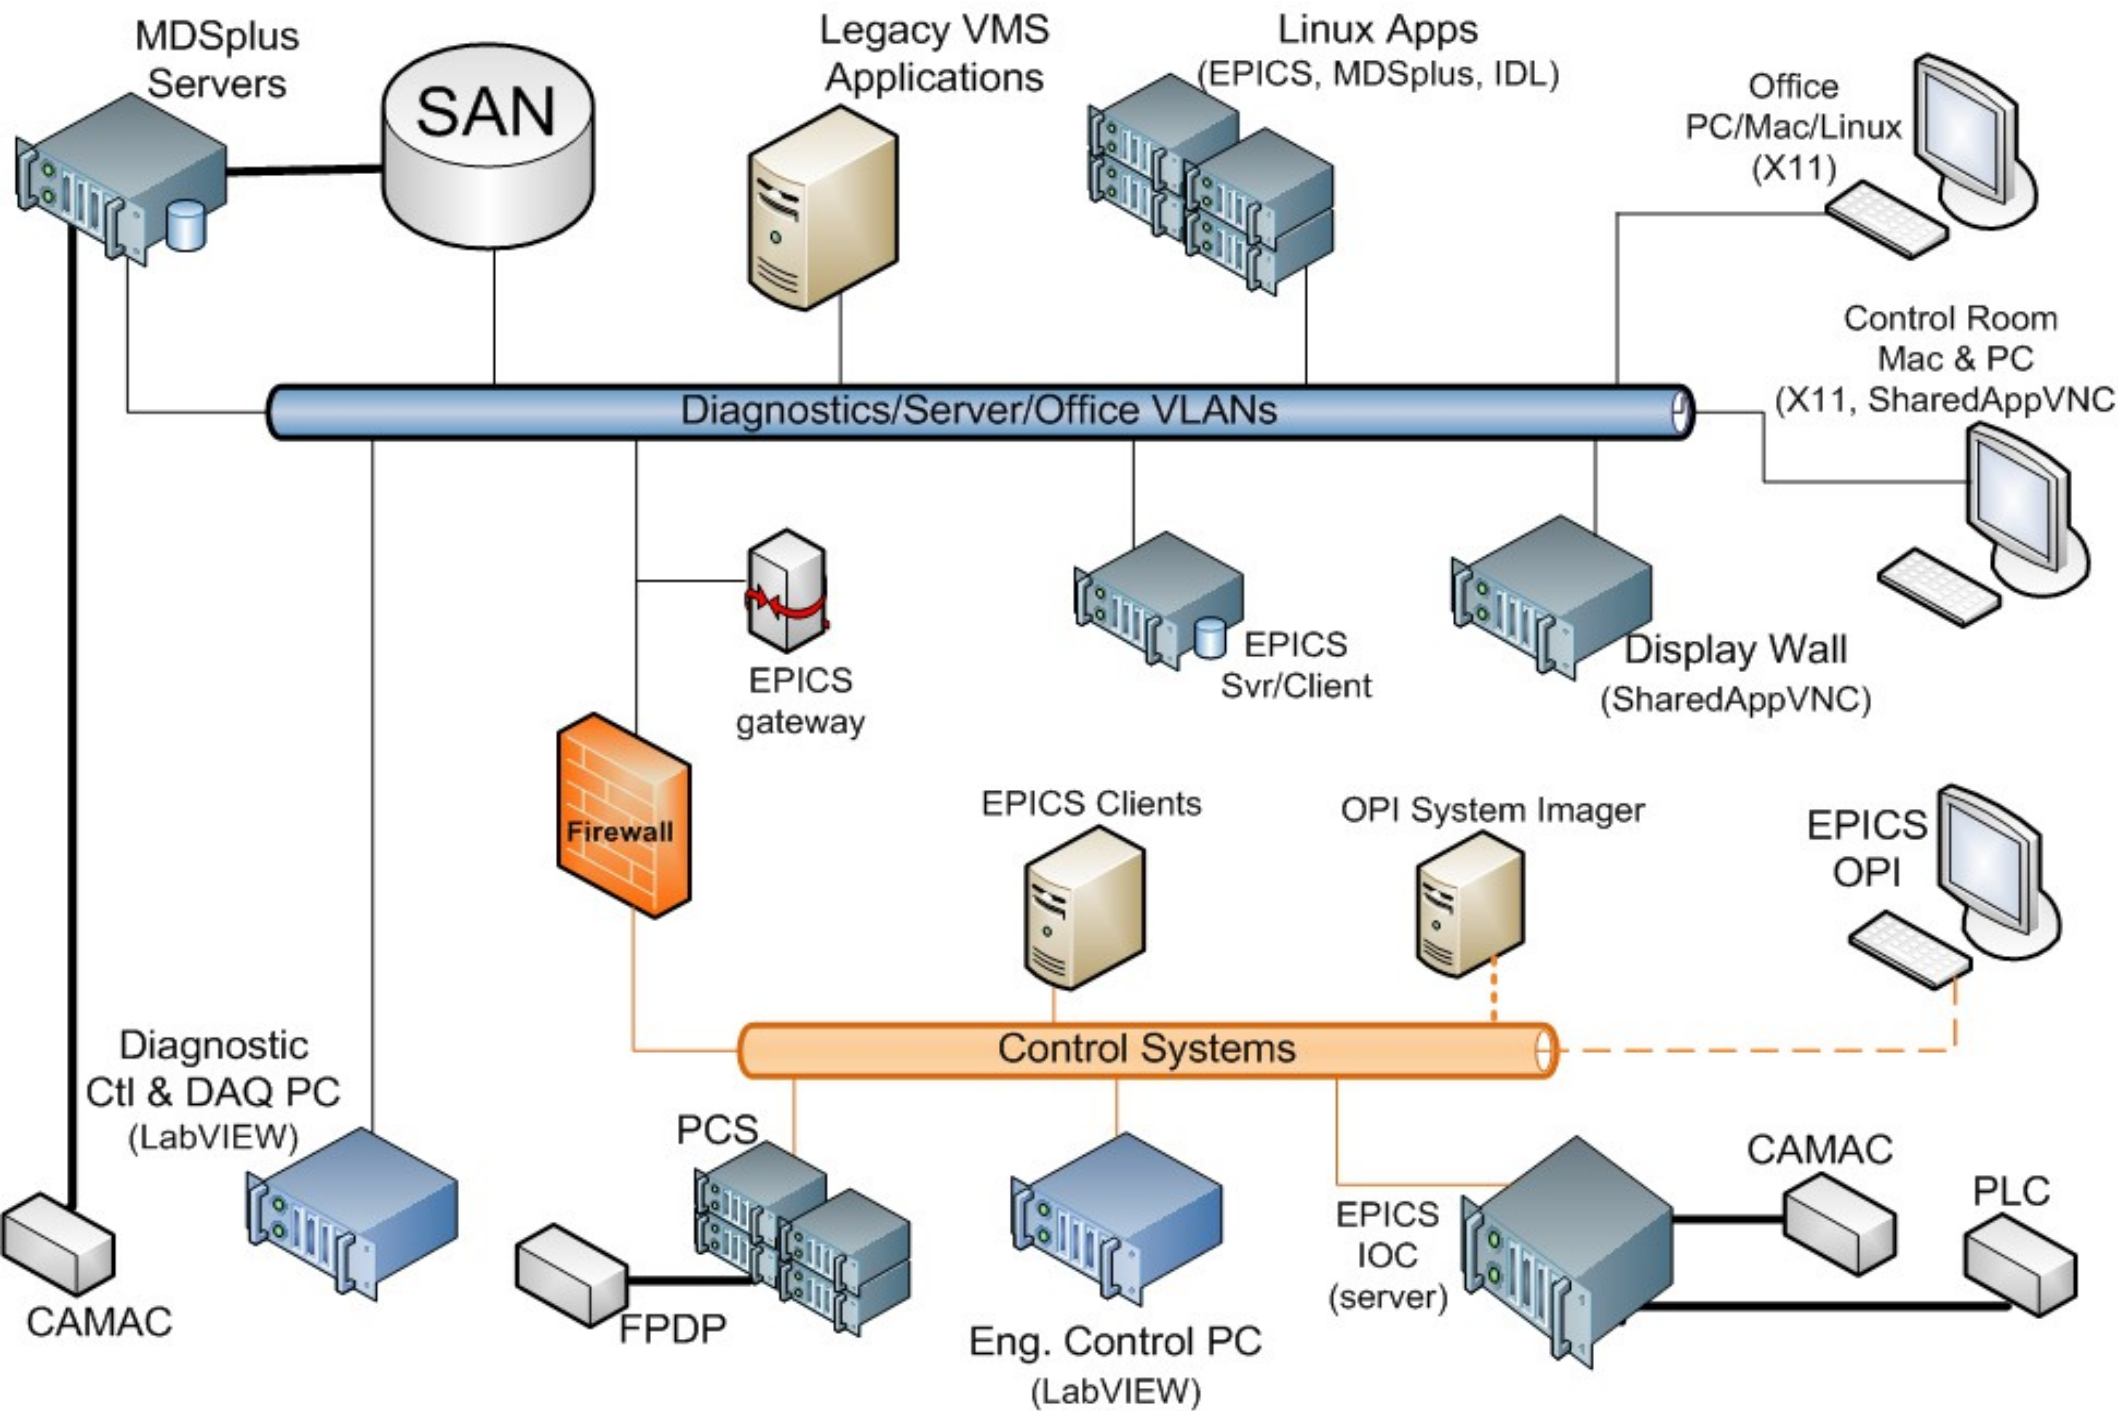 MDSplus
Servers
SAN
Legacy VMS
Applications
Linux Apps
(EPICS, MDSplus, IDL)
Office
PC/Mac/Linux
(X11)
Control Room
Mac & PC
(X11, SharedAppVNC
Diagnostics/Server/Office VLANs
EPICS
gateway
EPICS
Svr/Client
Display Wall
(SharedAppVNC)
Firewall
EPICS Clients
OPI System Imager
EPICS
OPI
Control Systems
Diagnostic
Ctl & DAQ PC
(LabVIEW)
CAMAC
PCS
FPDP
Eng. Control PC
(LabVIEW)
EPICS
IOC
(server)
CAMAC
PLC